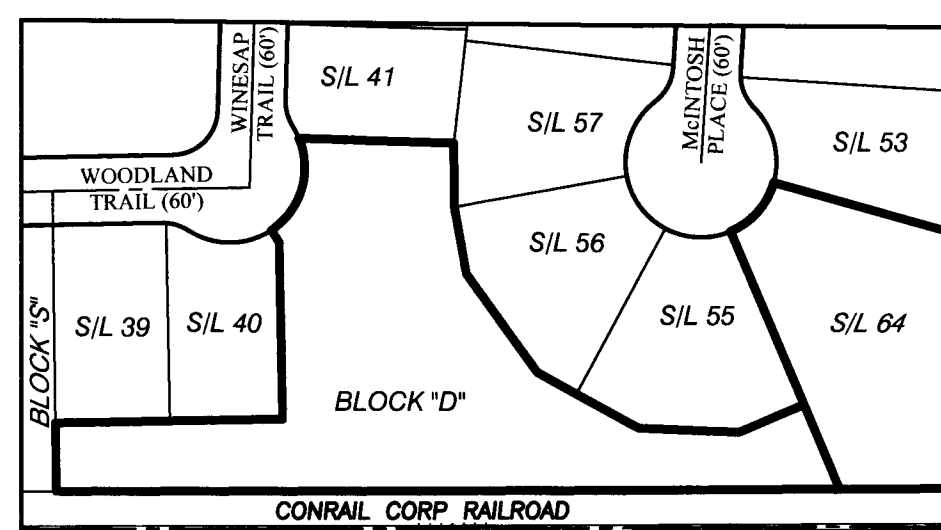 WINESAP
TRAIL (60')
S/L 41
S/L 57
McINTOSH
PLACE (60')
S/L 53
WOODLAND
TRAIL (60')
S/L 56
BLOCK "S"
S/L 39
S/L 40
S/L 55
S/L 64
BLOCK "D"
CONRAIL CORP RAILROAD